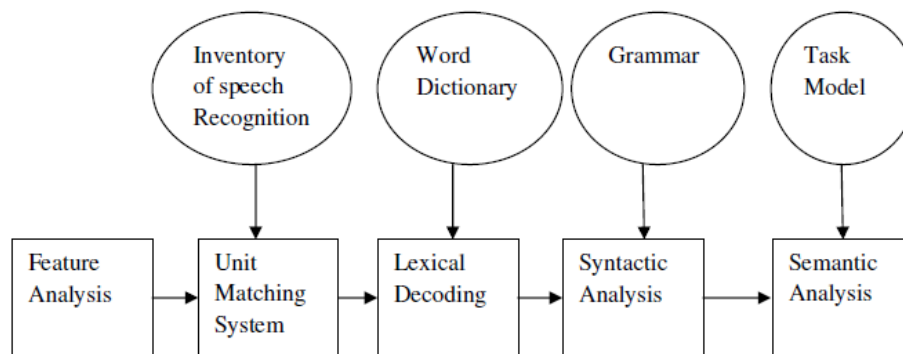 Inventory
of speech
Recognition
Word
Dictionary
Grammar
Task
Model
Feature
Analysis
Unit
Matching
System
Lexical
Decoding
Syntactic
Analysis
Semantic
Analysis